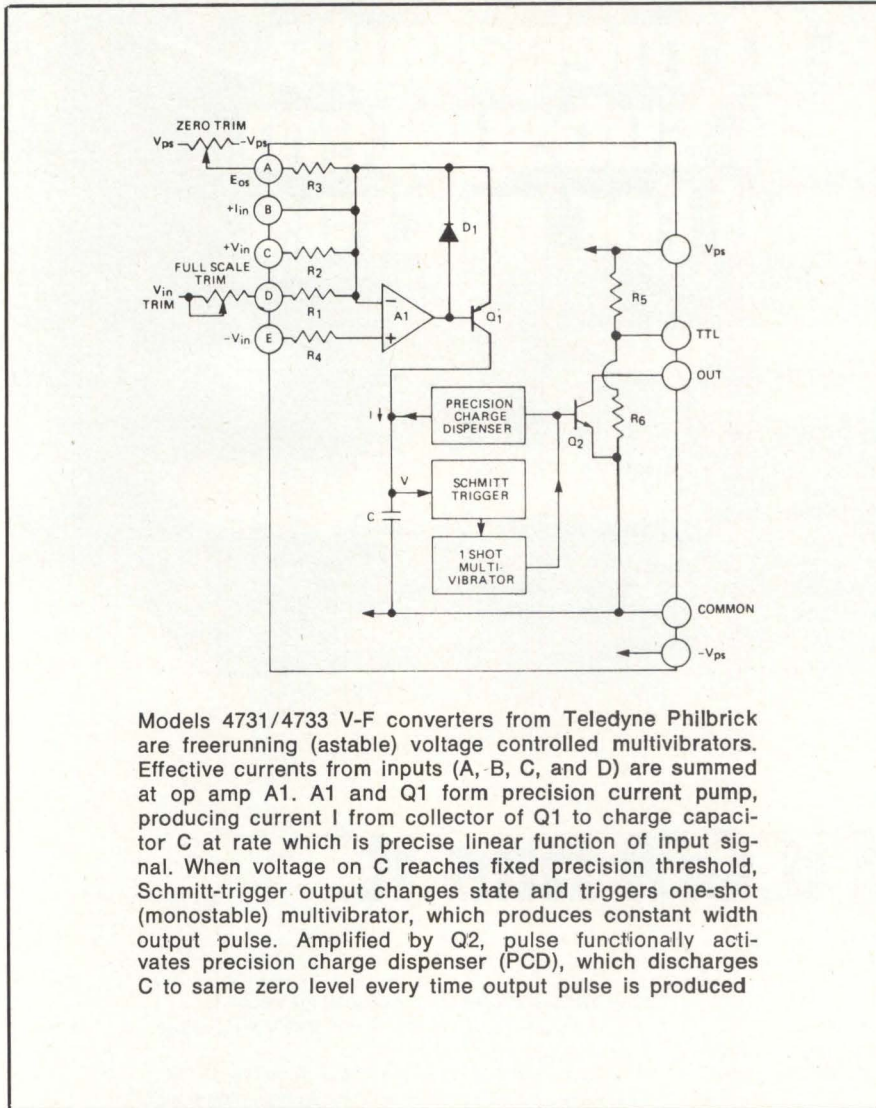 ZERO TRIM
Vps -Vps
A
Eos
R3
B
+Iin
C
+Vin
R2
D1
FULL SCALE
TRIM
Vin
TRIM
D
R1
E
-Vin
R4
−
+
A1
Q1
Vps
R5
TTL
OUT
R6
PRECISION
CHARGE
DISPENSER
I
Q2
V
SCHMITT
TRIGGER
C
1 SHOT
MULTI-
VIBRATOR
COMMON
-Vps
Models 4731/4733 V-F converters from Teledyne Philbrick
are freerunning (astable) voltage controlled multivibrators.
Effective currents from inputs (A, B, C, and D) are summed
at op amp A1. A1 and Q1 form precision current pump,
producing current I from collector of Q1 to charge capaci-
tor C at rate which is precise linear function of input sig-
nal. When voltage on C reaches fixed precision threshold,
Schmitt-trigger output changes state and triggers one-shot
(monostable) multivibrator, which produces constant width
output pulse. Amplified by Q2, pulse functionally acti-
vates precision charge dispenser (PCD), which discharges
C to same zero level every time output pulse is produced